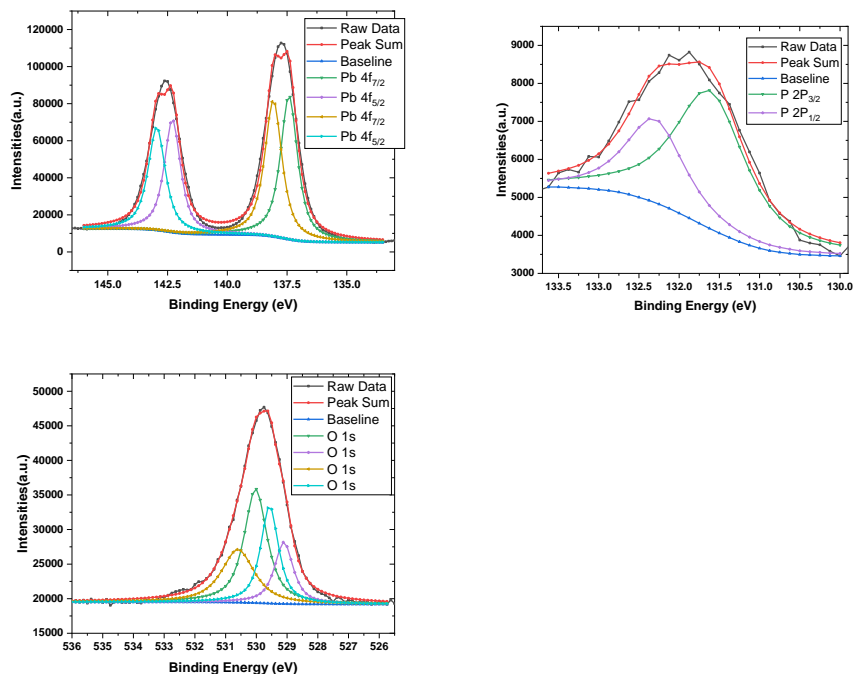 120000
100000
80000
60000
40000
20000
0
Intensities(a.u.)
145.0 142.5 140.0 137.5 135.0
Binding Energy (eV)
Raw Data
Peak Sum
Baseline
Pb 4f7/2
Pb 4f5/2
Pb 4f7/2
Pb 4f5/2
9000
8000
7000
6000
5000
4000
3000
Intensities(a.u.)
133.5 133.0 132.5 132.0 131.5 131.0 130.5 130.0
Binding Energy (eV)
Raw Data
Peak Sum
Baseline
P 2P3/2
P 2P1/2
50000
45000
40000
35000
30000
25000
20000
15000
Intensities(a.u.)
536 535 534 533 532 531 530 529 528 527 526
Binding Energy (eV)
Raw Data
Peak Sum
Baseline
O 1s
O 1s
O 1s
O 1s